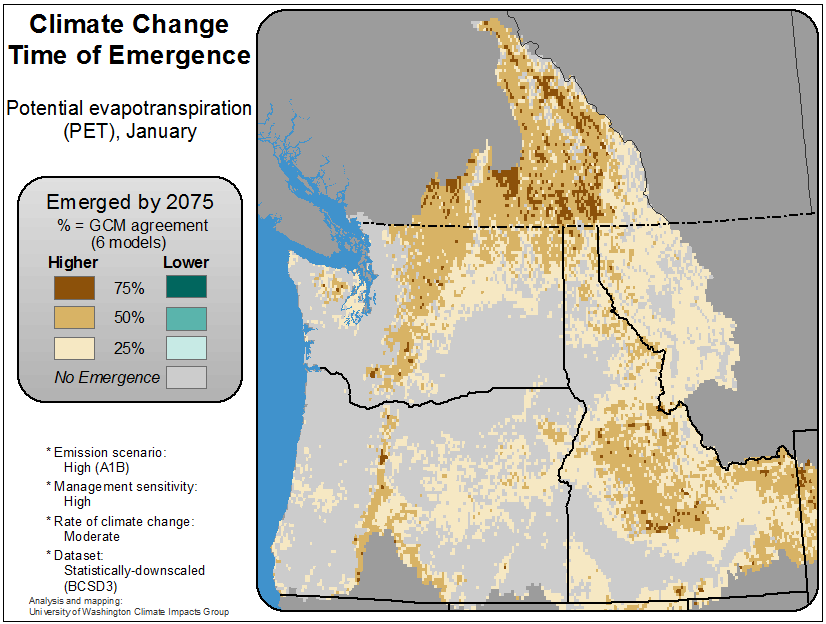 Climate Change
Time of Emergence
Potential evapotranspiration
(PET), January
Emerged by 2075
% = GCM agreement
(6 models)
Higher Lower
75%
50%
25%
No Emergence
* Emission scenario:
High (A1B)
* Management sensitivity:
High
* Rate of climate change:
Moderate
* Dataset:
Statistically-downscaled
(BCSD3)
Analysis and mapping:
University of Washington Climate Impacts Group